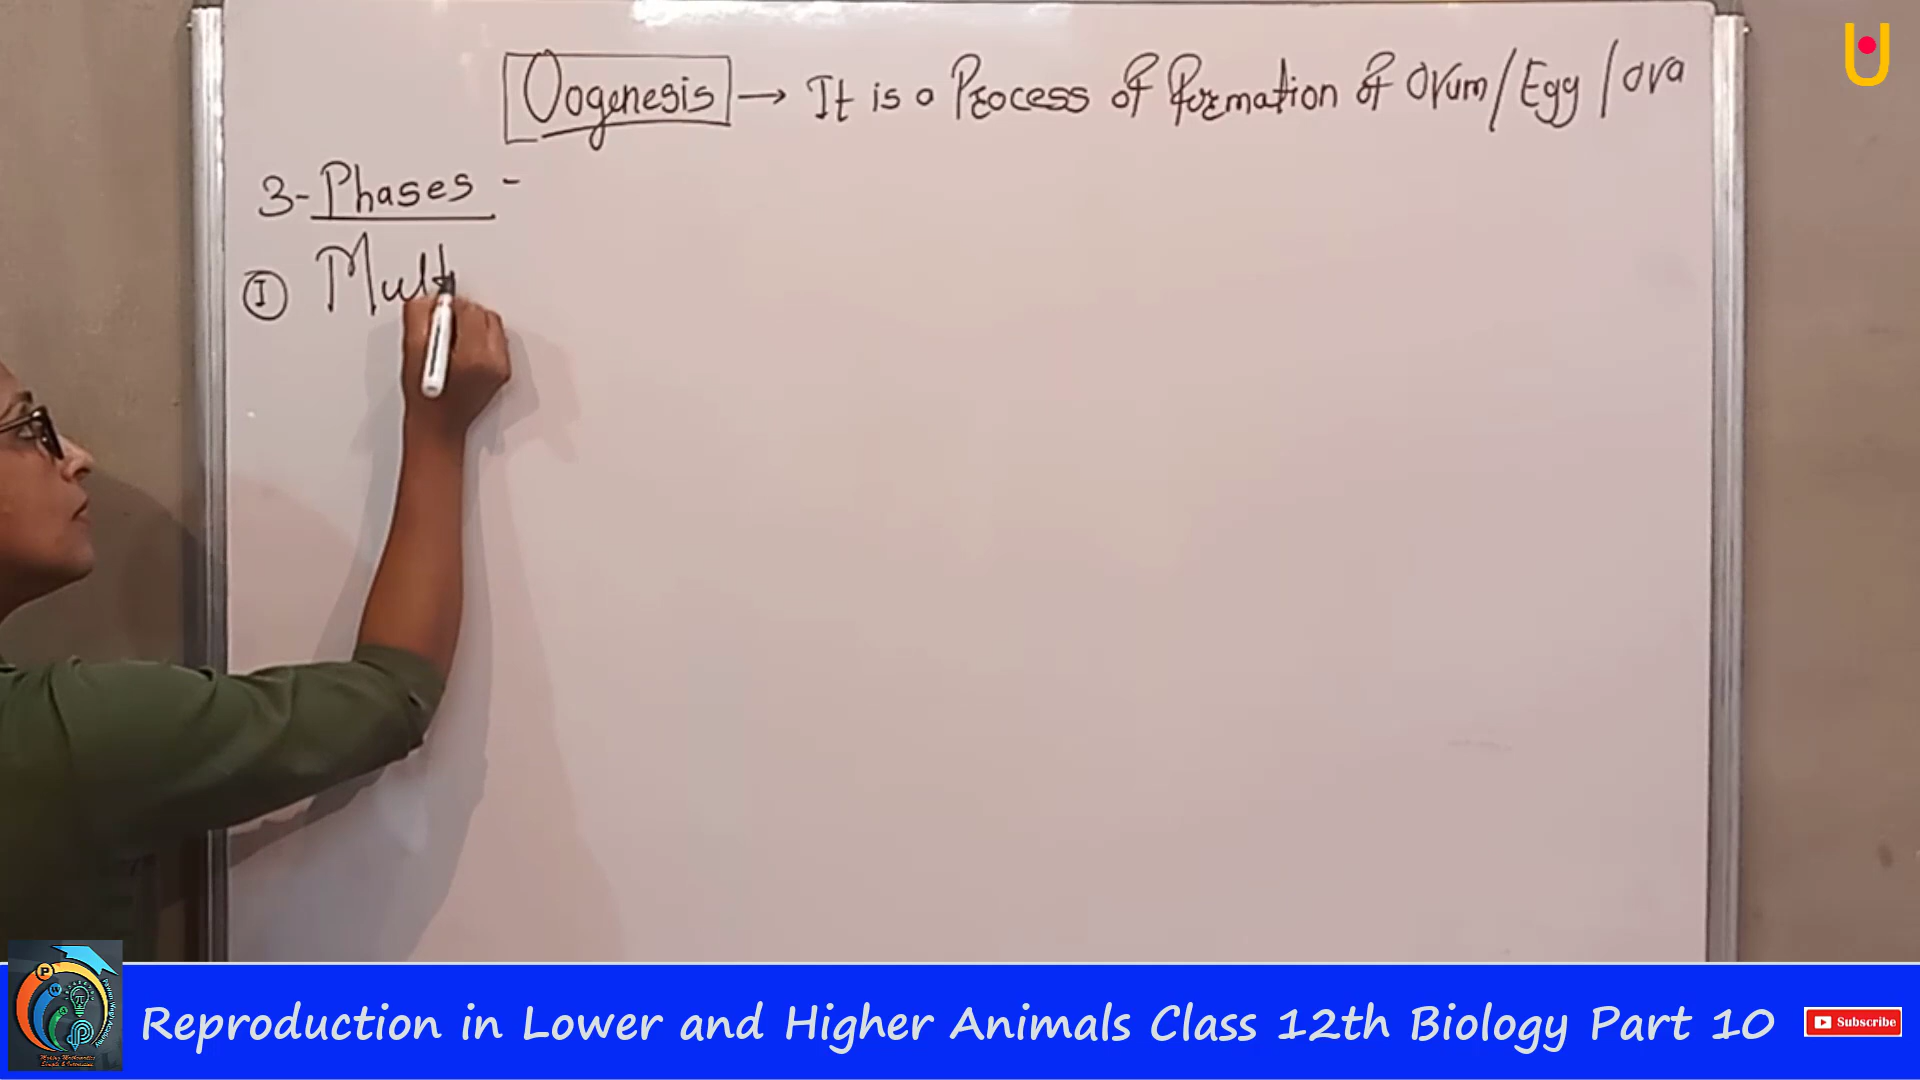 Oogenesis → It is a Process of formation of Ovum/Egg/ova
3-Phases -
① Mult
Reproduction in Lower and Higher Animals Class 12th Biology Part 10
Subscribe